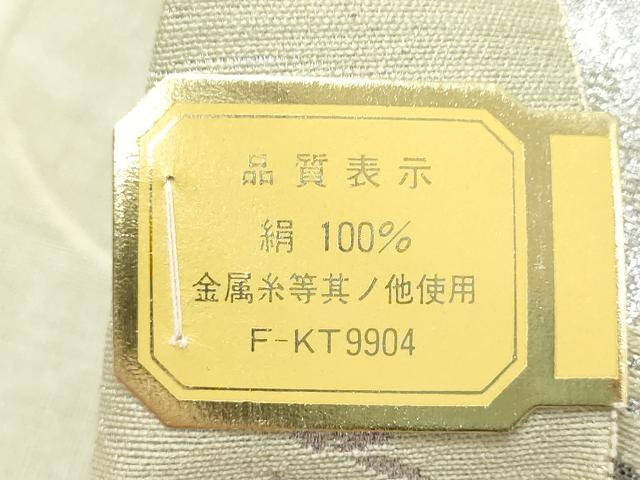 品質表示
絹 100%
金属糸等其ノ他使用
F-KT9904